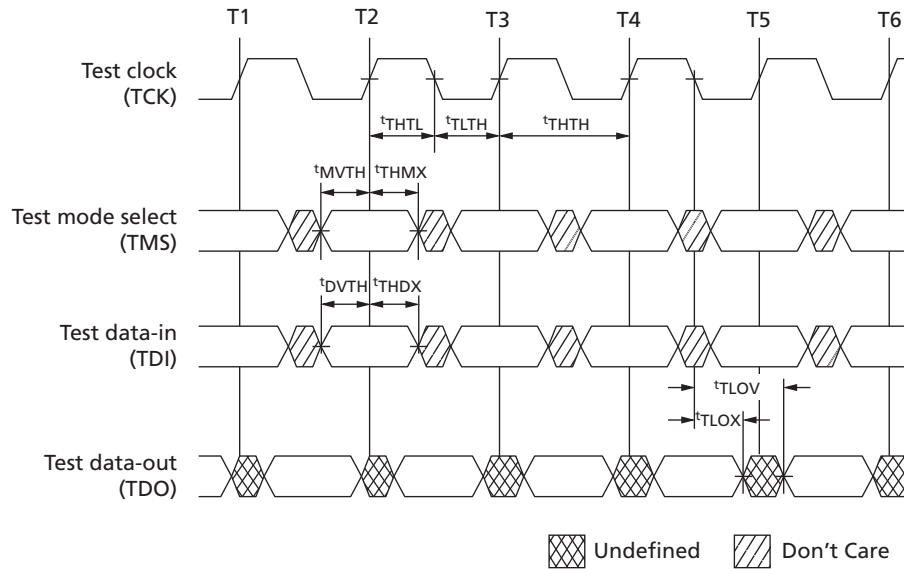 T1 T2 T3 T4 T5 T6
Test clock
(TCK)
tTHTL tTLTH tTHTH
tMVTH tTHMX
Test mode select
(TMS)
tDVTH tTHDX
Test data-in
(TDI)
tTLOV
tTLOX
Test data-out
(TDO)
Undefined Don't Care